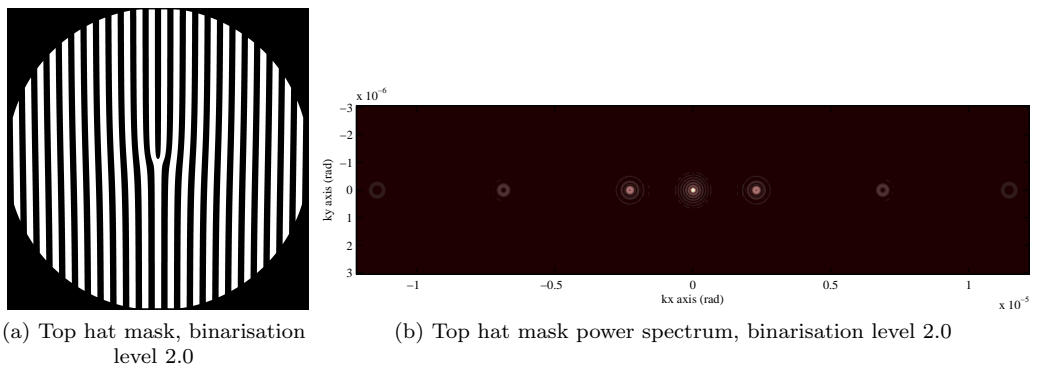 x 10⁻⁶
−3
−2
−1
0
1
2
3
ky axis (rad)
−1
−0.5
0
0.5
1
kx axis (rad)
x 10⁻⁵
(a) Top hat mask, binarisation
level 2.0
(b) Top hat mask power spectrum, binarisation level 2.0